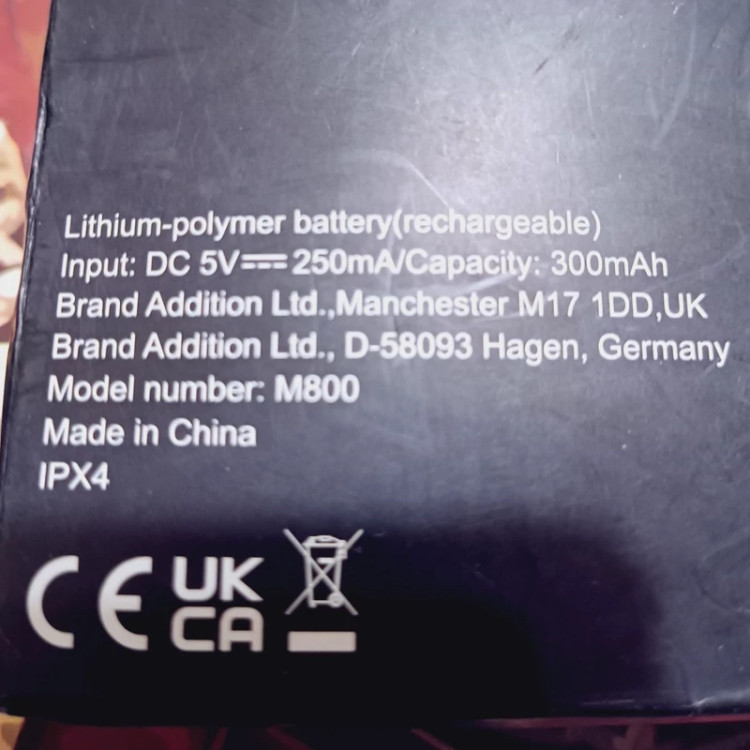 Lithium-polymer battery(rechargeable)
Input: DC 5V⎓250mA/Capacity: 300mAh
Brand Addition Ltd.,Manchester M17 1DD,UK
Brand Addition Ltd., D-58093 Hagen, Germany
Model number: M800
Made in China
IPX4
CE UK
CA